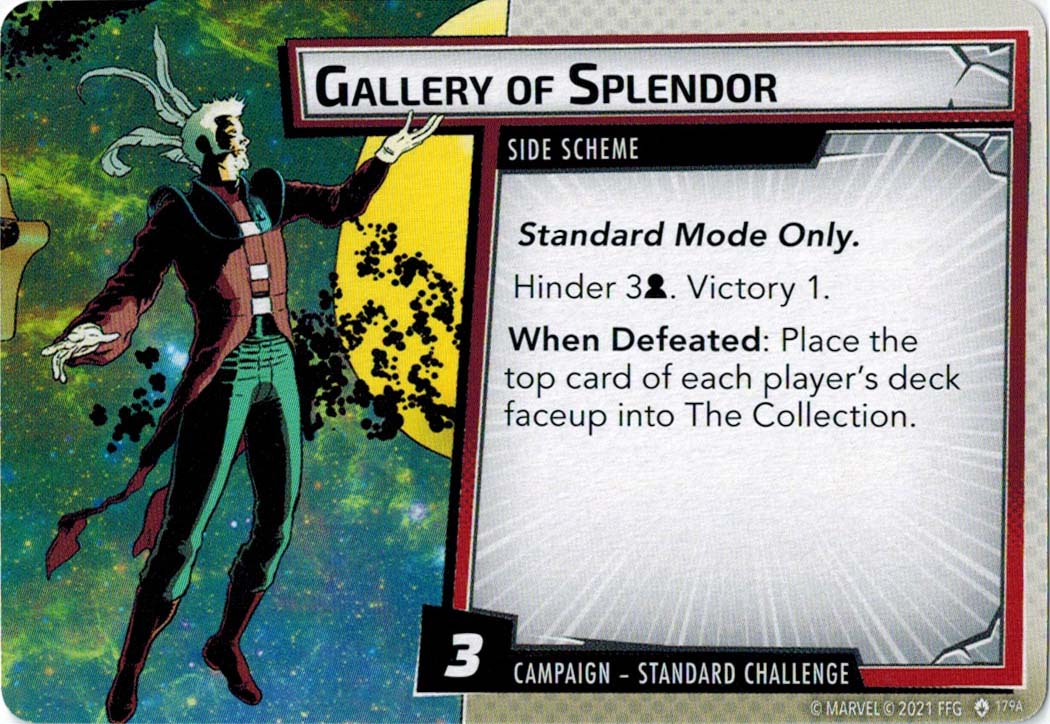 GALLERY OF SPLENDOR
SIDE SCHEME
Standard Mode Only.
Hinder 3. Victory 1.
When Defeated: Place the
top card of each player's deck
faceup into The Collection.
3
CAMPAIGN – STANDARD CHALLENGE
© MARVEL © 2021 FFG 179A